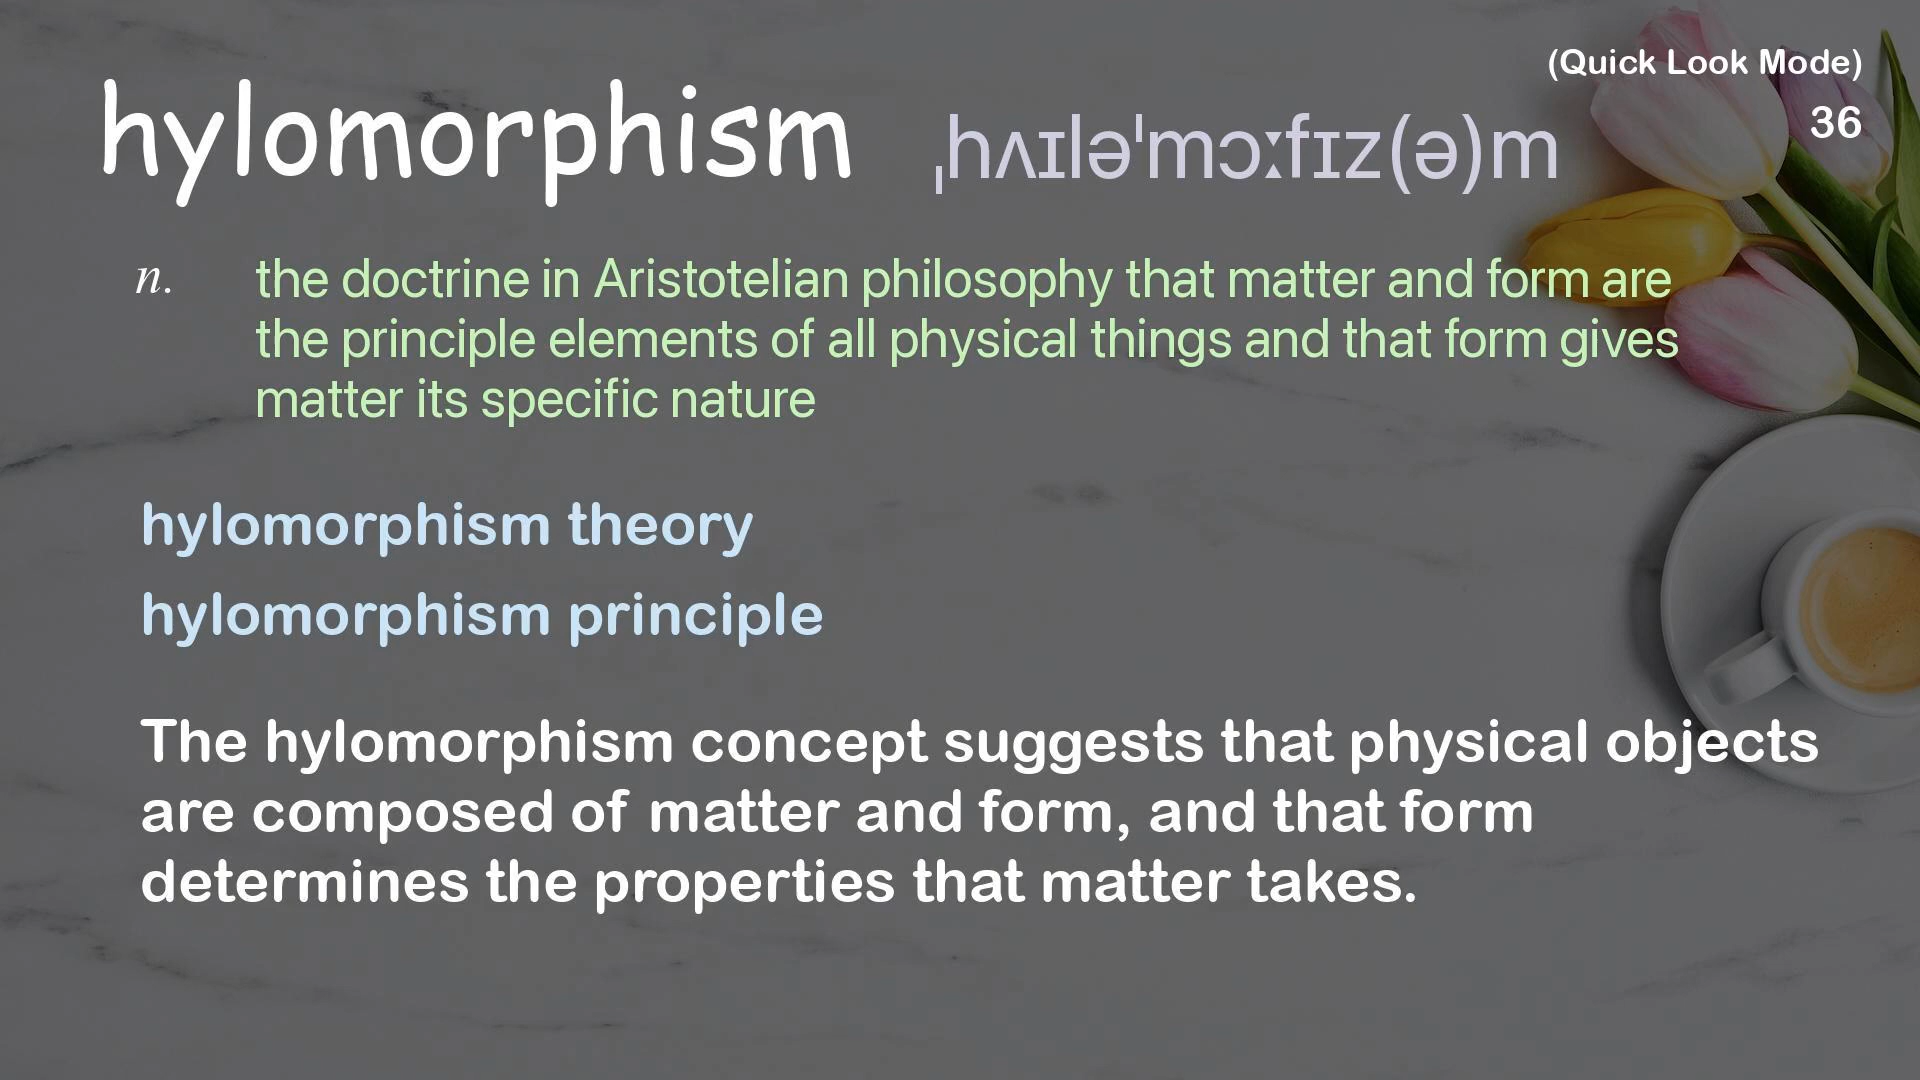 (Quick Look Mode)
36
hylomorphism ˌhʌɪləˈmɔːfɪz(ə)m
n. the doctrine in Aristotelian philosophy that matter and form are
the principle elements of all physical things and that form gives
matter its specific nature
hylomorphism theory
hylomorphism principle
The hylomorphism concept suggests that physical objects
are composed of matter and form, and that form
determines the properties that matter takes.